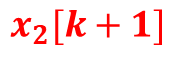 x₂[k + 1]